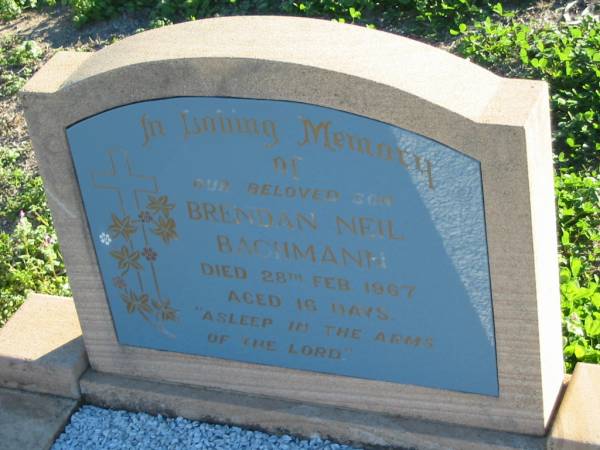 In Loving Memory
of
OUR BELOVED SON
BRENDAN NEIL
BACHMANN
DIED 28TH FEB. 1967
AGED 16 DAYS.
"ASLEEP IN THE ARMS
OF THE LORD"